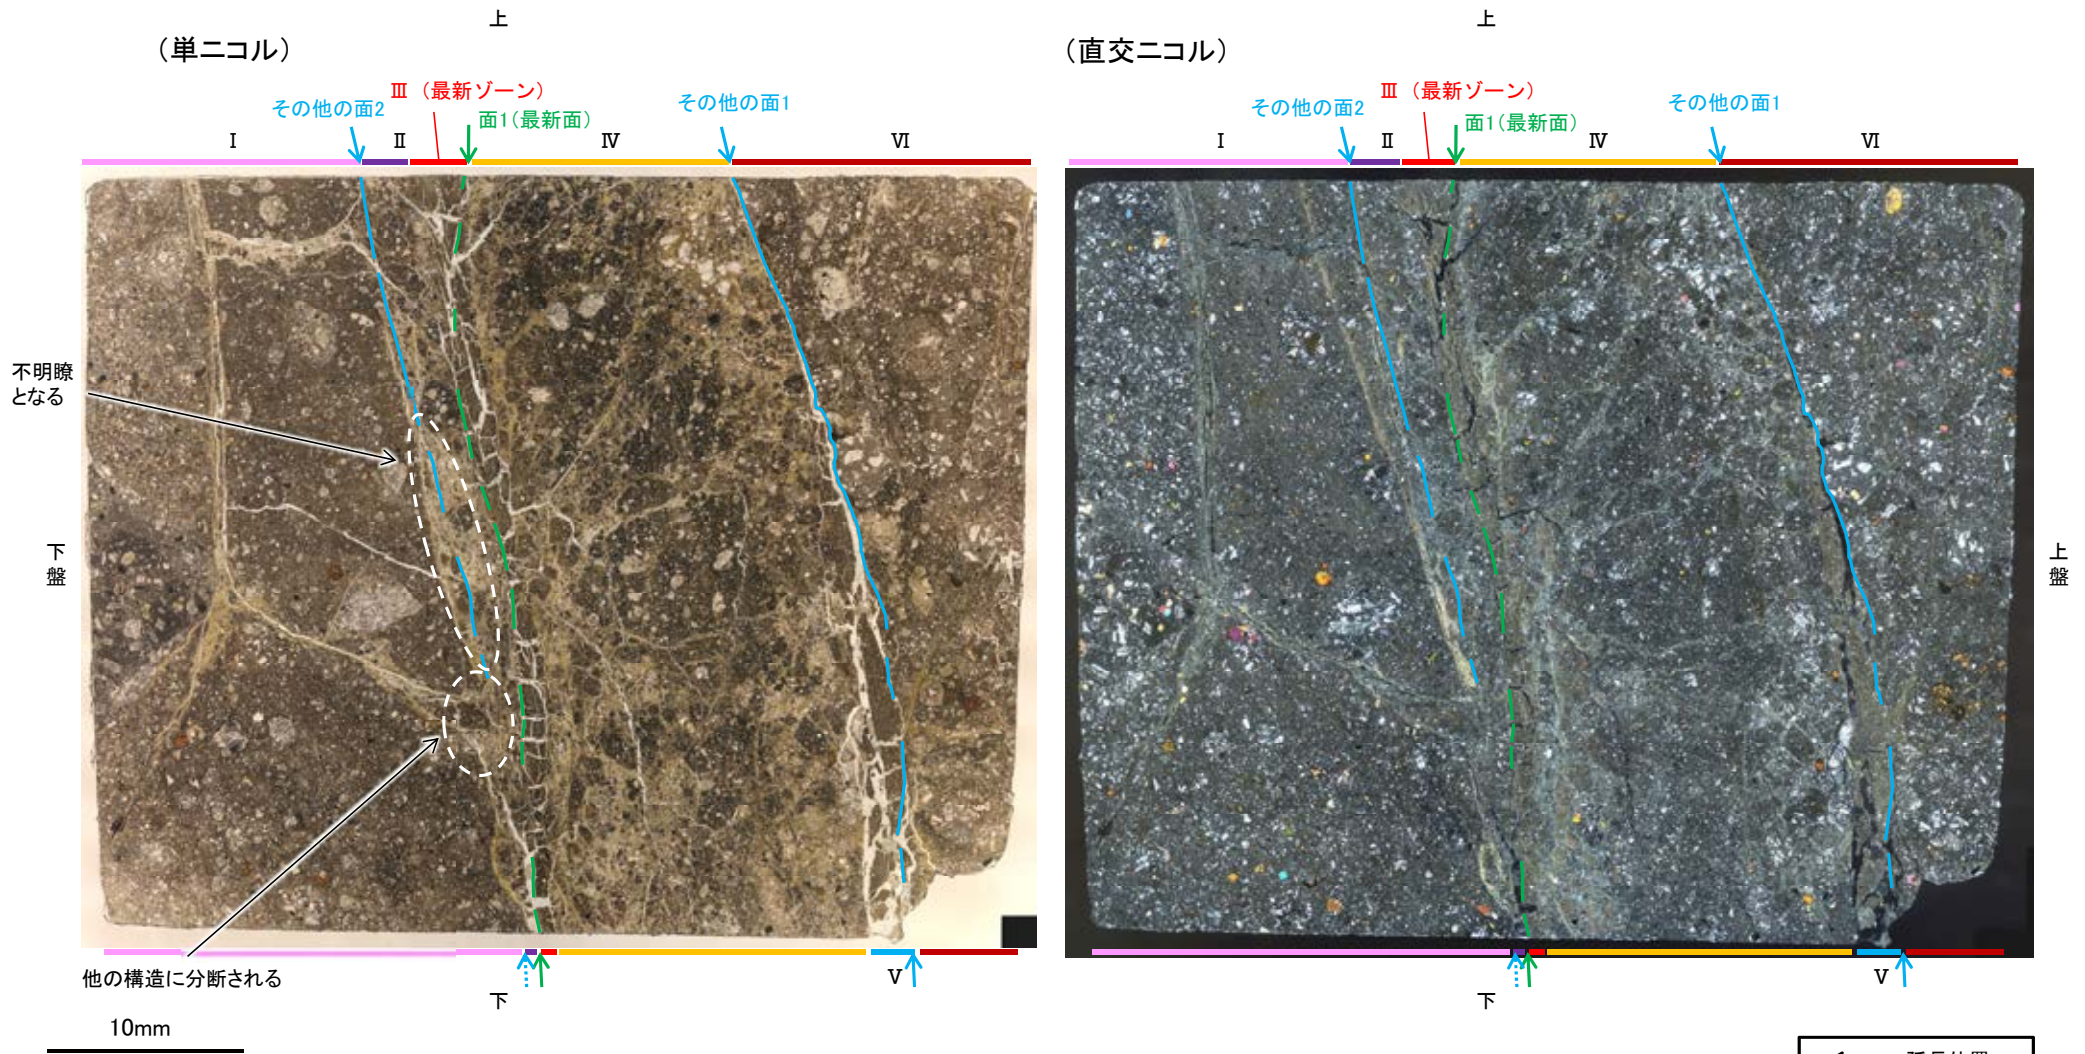 上
(単ニコル)
Ⅲ (最新ゾーン)
その他の面2
面1(最新面)
その他の面1
Ⅰ
Ⅱ
Ⅳ
Ⅵ
不明瞭
となる
下
盤
他の構造に分断される
Ⅴ
下
10mm
上
(直交ニコル)
Ⅲ (最新ゾーン)
その他の面2
面1(最新面)
その他の面1
Ⅰ
Ⅱ
Ⅳ
Ⅵ
上
盤
Ⅴ
下